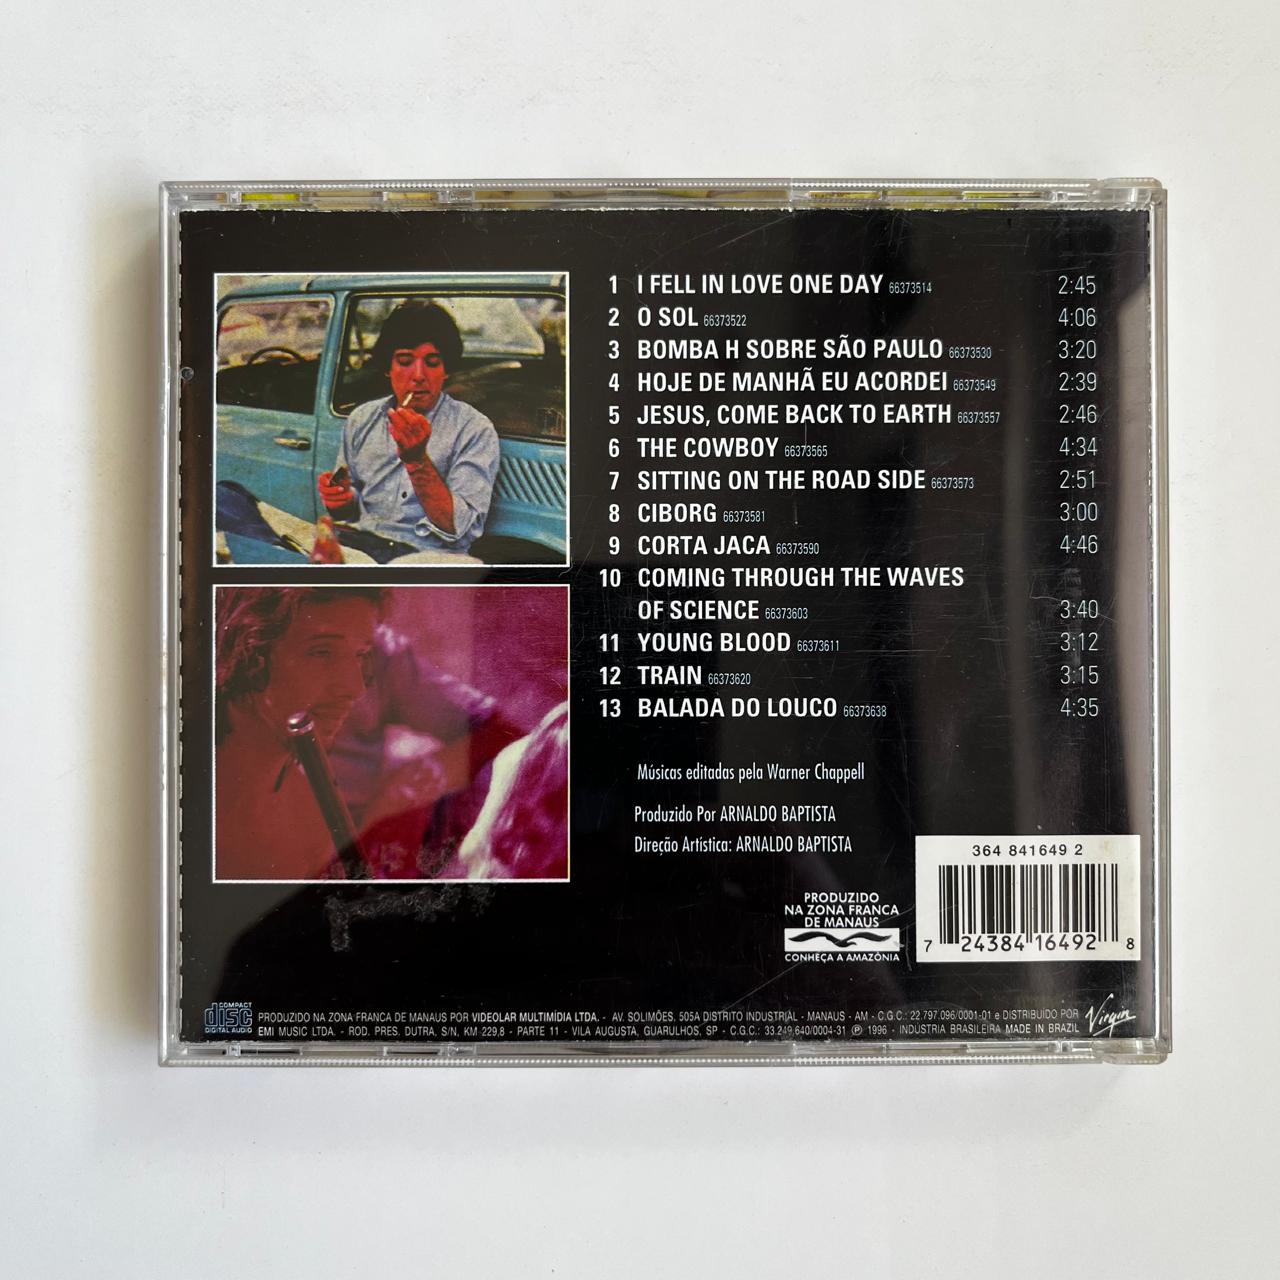 1 I FELL IN LOVE ONE DAY 66373514 2:45
2 O SOL 66373522 4:06
3 BOMBA H SOBRE SÃO PAULO 66373530 3:20
4 HOJE DE MANHÃ EU ACORDEI 66373549 2:39
5 JESUS, COME BACK TO EARTH 66373557 2:46
6 THE COWBOY 66373565 4:34
7 SITTING ON THE ROAD SIDE 66373573 2:51
8 CIBORG 66373581 3:00
9 CORTA JACA 66373590 4:46
10 COMING THROUGH THE WAVES
OF SCIENCE 66373603 3:40
11 YOUNG BLOOD 66373611 3:12
12 TRAIN 66373620 3:15
13 BALADA DO LOUCO 66373638 4:35
Músicas editadas pela Warner Chappell
Produzido Por ARNALDO BAPTISTA
Direção Artística: ARNALDO BAPTISTA
PRODUZIDO
NA ZONA FRANCA
DE MANAUS
CONHEÇA A AMAZÔNIA
364 841649 2
7 24384 16492 8
COMPACT
disc
DIGITAL AUDIO
PRODUZIDO NA ZONA FRANCA DE MANAUS POR VIDEOLAR MULTIMÍDIA LTDA. - AV. SOLIMÕES, 505A DISTRITO INDUSTRIAL - MANAUS - AM - C.G.C.: 22.797.096/0001-01 e DISTRIBUÍDO POR
EMI MUSIC LTDA. - ROD. PRES. DUTRA, S/N, KM 229,8 - PARTE 11 - VILA AUGUSTA, GUARULHOS, SP - C.G.C.: 33.249.640/0004-31 ℗ 1996 - INDÚSTRIA BRASILEIRA MADE IN BRAZIL
Virgin